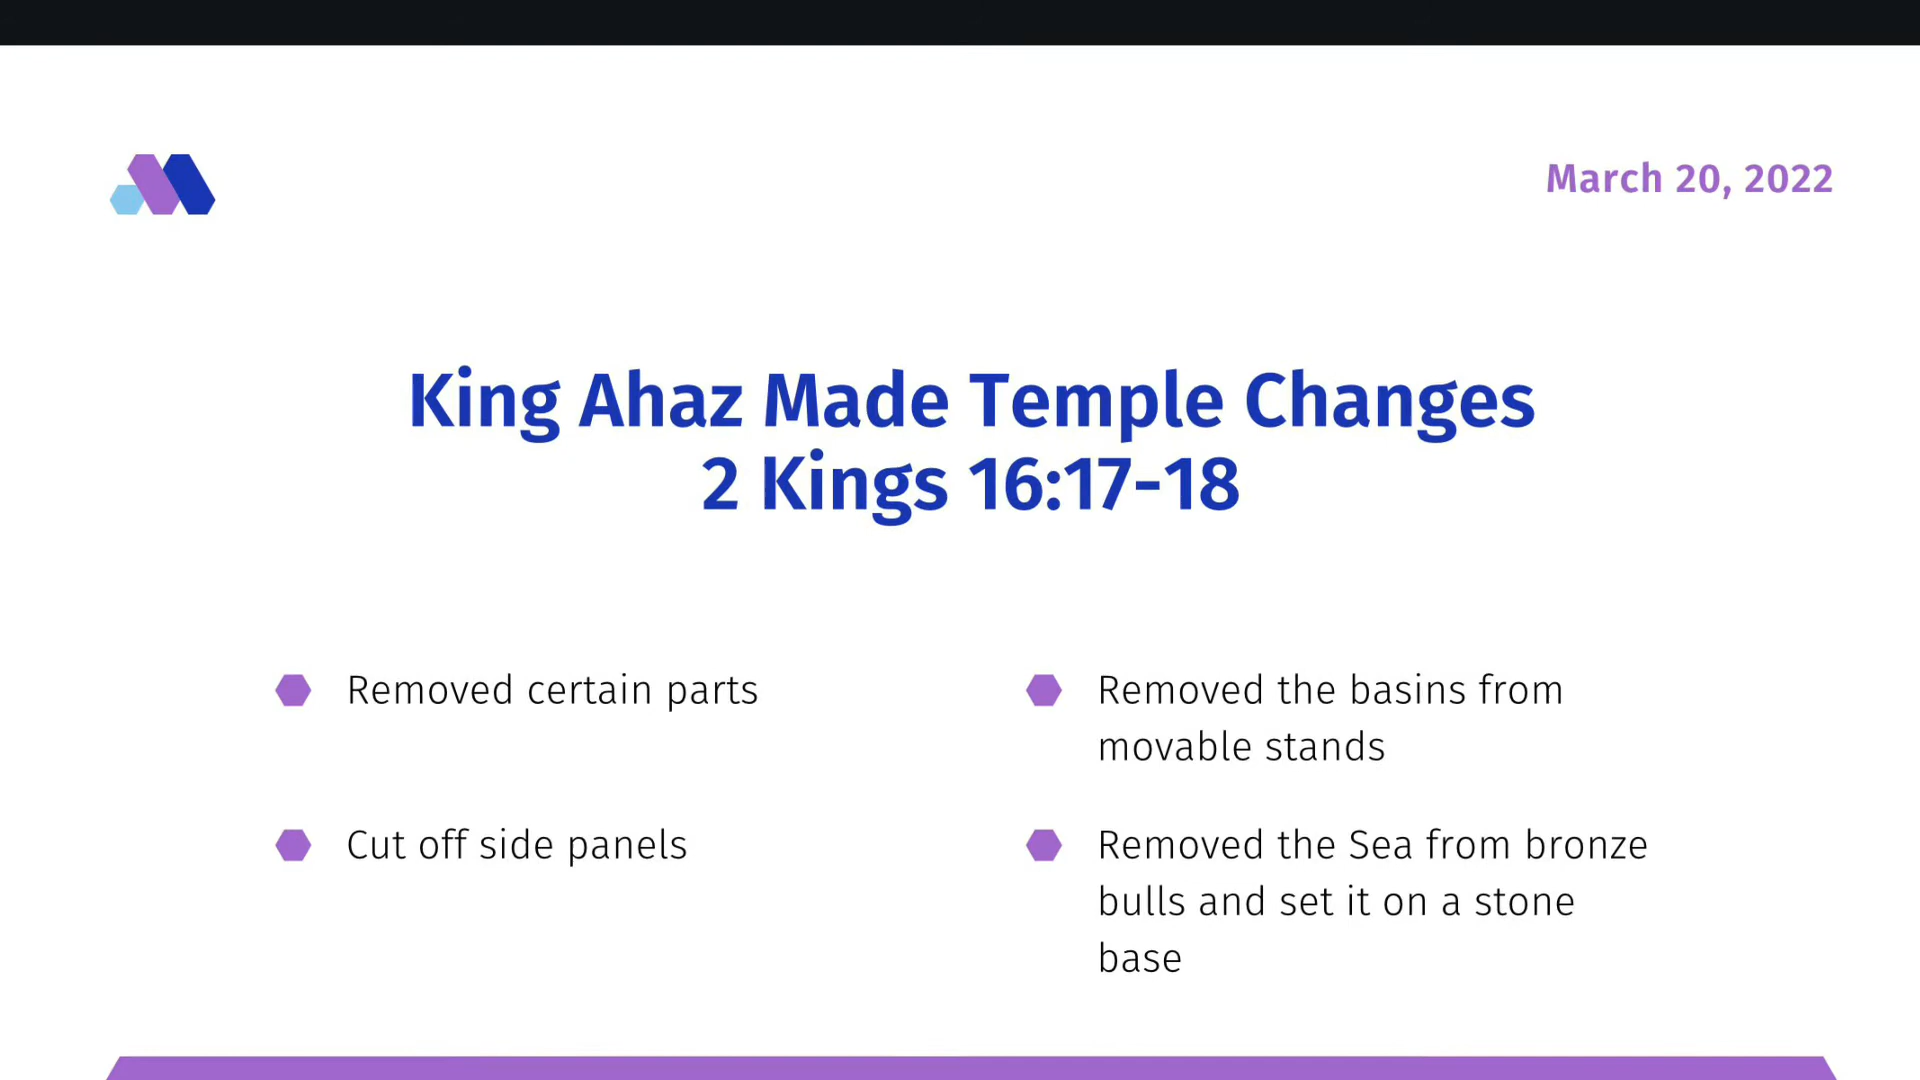 March 20, 2022
King Ahaz Made Temple Changes
2 Kings 16:17-18
Removed certain parts
Cut off side panels
Removed the basins from
movable stands
Removed the Sea from bronze
bulls and set it on a stone
base